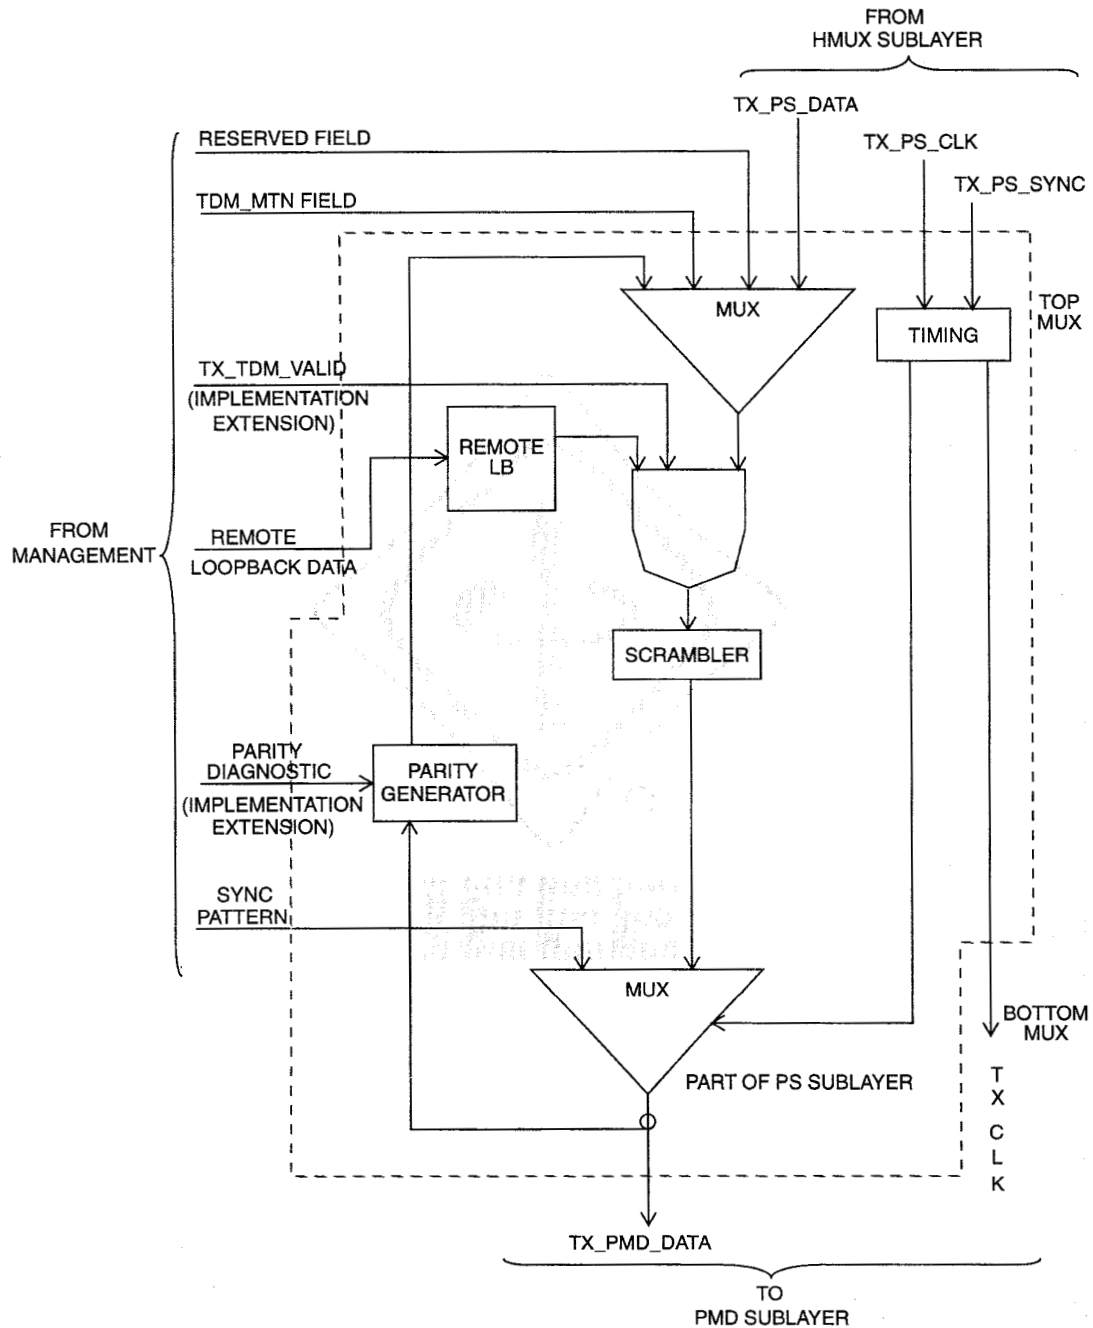 FROM
HMUX SUBLAYER
TX_PS_DATA
TX_PS_CLK
TX_PS_SYNC
RESERVED FIELD
TDM_MTN FIELD
MUX
TIMING
TOP
MUX
TX_TDM_VALID
(IMPLEMENTATION
EXTENSION)
REMOTE
LB
FROM
MANAGEMENT
REMOTE
LOOPBACK DATA
SCRAMBLER
PARITY
DIAGNOSTIC
(IMPLEMENTATION
EXTENSION)
PARITY
GENERATOR
SYNC
PATTERN
MUX
BOTTOM
MUX
PART OF PS SUBLAYER
T
X
C
L
K
TX_PMD_DATA
TO
PMD SUBLAYER